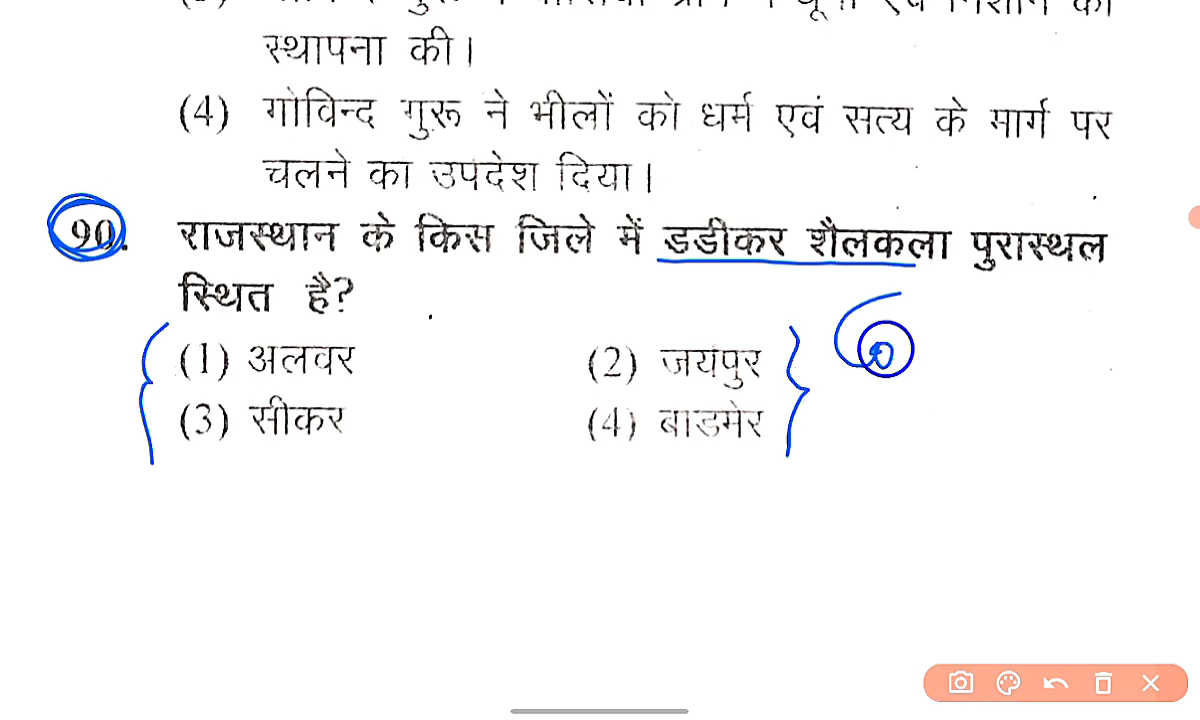 स्थापना की।
(4) गोविन्द गुरू ने भीलों को धर्म एवं सत्य के मार्ग पर
चलने का उपदेश दिया।
90. राजस्थान के किस जिले में डडीकर शैलकला पुरास्थल
स्थित है?
(1) अलवर (2) जयपुर
(3) सीकर (4) बाडमेर